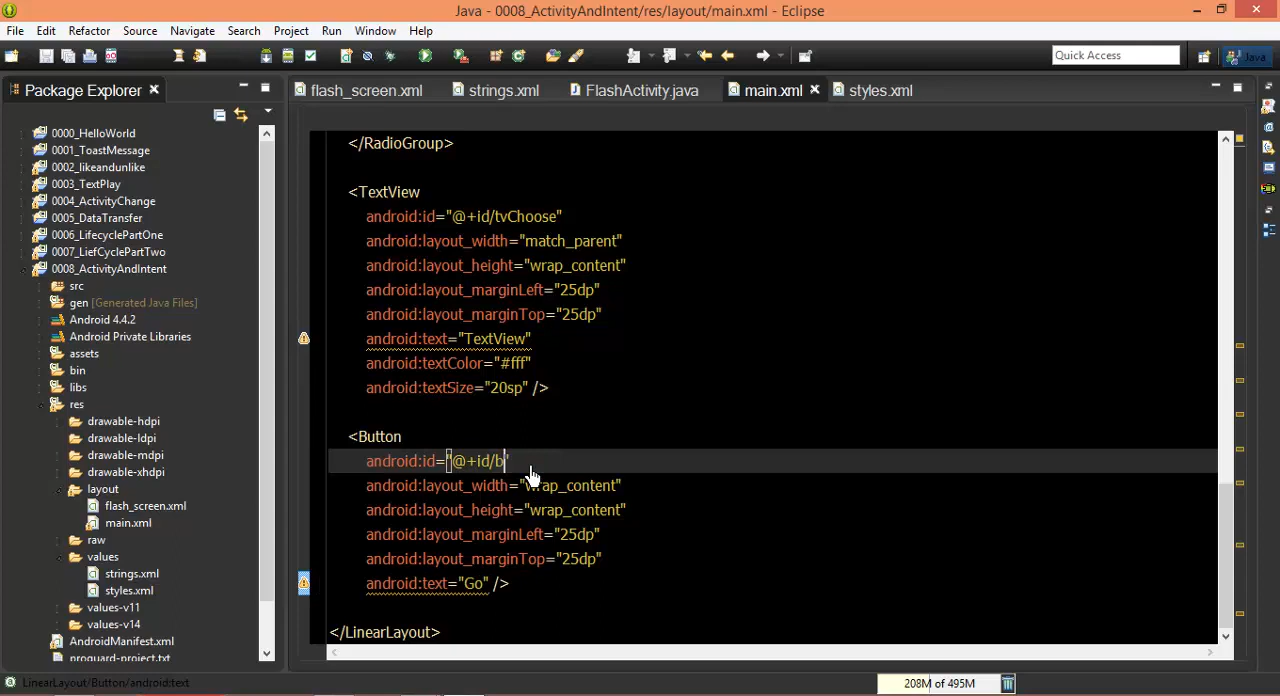 Java - 0008_ActivityAndIntent/res/layout/main.xml - Eclipse
File Edit Refactor Source Navigate Search Project Run Window Help
Quick Access
Java
Package Explorer
flash_screen.xml strings.xml FlashActivity.java main.xml styles.xml
0000_HelloWorld
0001_ToastMessage
0002_likeandunlike
0003_TextPlay
0004_ActivityChange
0005_DataTransfer
0006_LifecyclePartOne
0007_LiefCyclePartTwo
0008_ActivityAndIntent
src
gen [Generated Java Files]
Android 4.4.2
Android Private Libraries
assets
bin
libs
res
drawable-hdpi
drawable-ldpi
drawable-mdpi
drawable-xhdpi
layout
flash_screen.xml
main.xml
raw
values
strings.xml
styles.xml
values-v11
values-v14
AndroidManifest.xml
proguard-project.txt
</RadioGroup>
<TextView
android:id="@+id/tvChoose"
android:layout_width="match_parent"
android:layout_height="wrap_content"
android:layout_marginLeft="25dp"
android:layout_marginTop="25dp"
android:text="TextView"
android:textColor="#fff"
android:textSize="20sp" />
<Button
android:id="@+id/b"
android:layout_width="wrap_content"
android:layout_height="wrap_content"
android:layout_marginLeft="25dp"
android:layout_marginTop="25dp"
android:text="Go" />
</LinearLayout>
LinearLayout/Button/android:text
208M of 495M